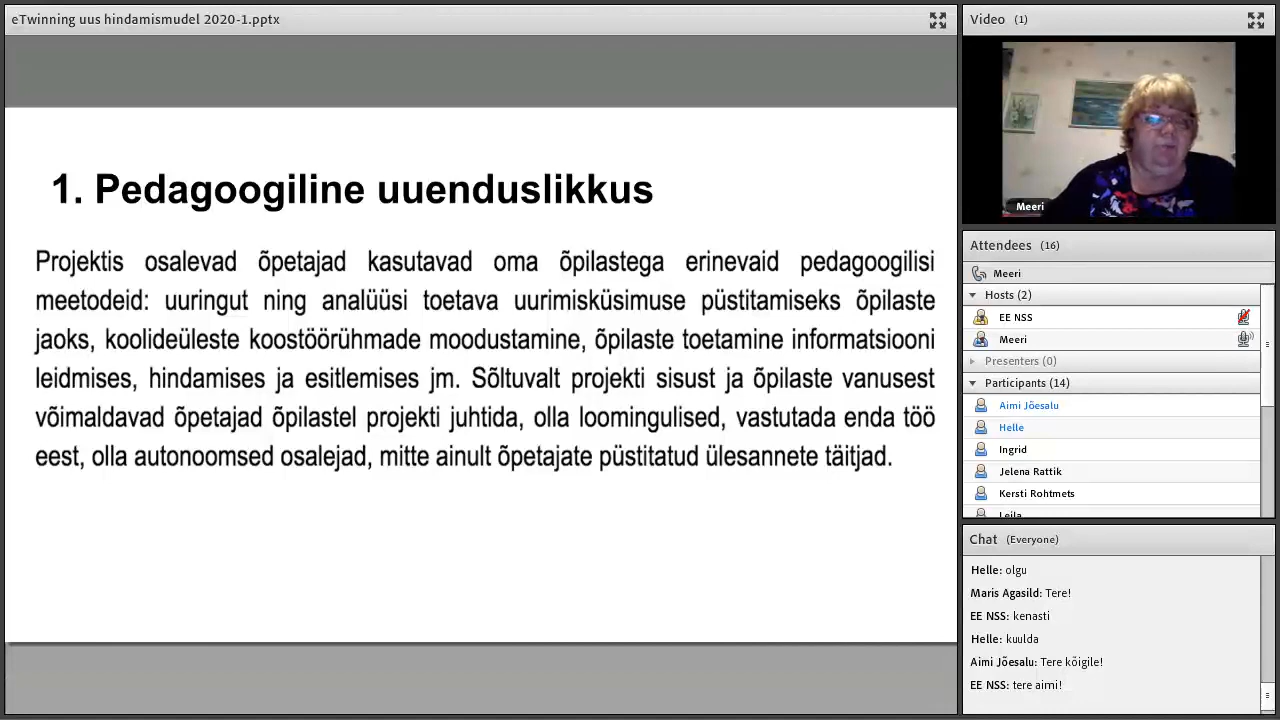 eTwinning uus hindamismudel 2020-1.pptx
1. Pedagoogiline uuenduslikkus
Projektis osalevad õpetajad kasutavad oma õpilastega erinevaid pedagoogilisi
meetodeid: uuringut ning analüüsi toetava uurimisküsimuse püstitamiseks õpilaste
jaoks, koolideüleste koostöörühmade moodustamine, õpilaste toetamine informatsiooni
leidmises, hindamises ja esitlemises jm. Sõltuvalt projekti sisust ja õpilaste vanusest
võimaldavad õpetajad õpilastel projekti juhtida, olla loomingulised, vastutada enda töö
eest, olla autonoomsed osalejad, mitte ainult õpetajate püstitatud ülesannete täitjad.
Video (1)
Meeri
Attendees (16)
Meeri
Hosts (2)
EE NSS
Meeri
Presenters (0)
Participants (14)
Aimi Jõesalu
Helle
Ingrid
Jelena Rattik
Kersti Rohtmets
Leila
Chat (Everyone)
Helle: olgu
Maris Agasild: Tere!
EE NSS: kenasti
Helle: kuulda
Aimi Jõesalu: Tere kõigile!
EE NSS: tere aimi!